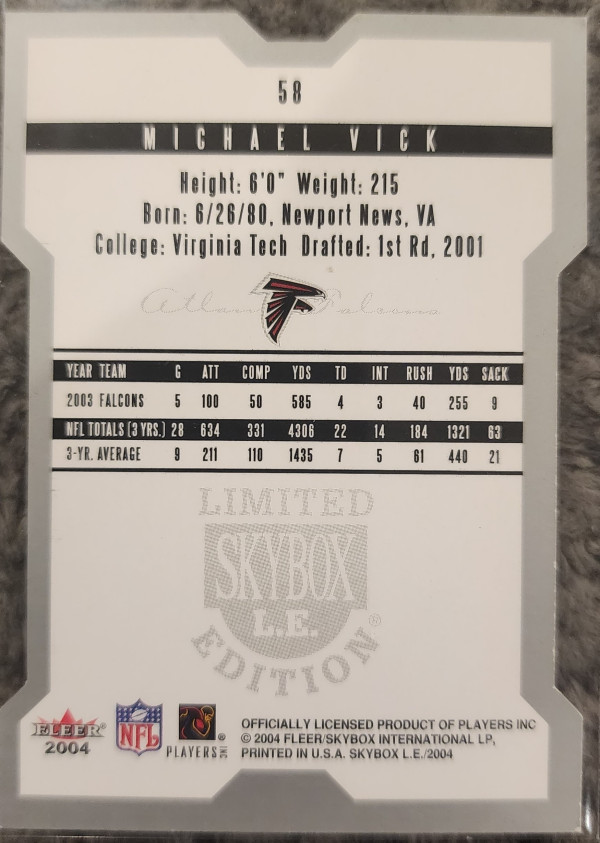 58
MICHAEL VICK
Height: 6'0" Weight: 215
Born: 6/26/80, Newport News, VA
College: Virginia Tech Drafted: 1st Rd, 2001
Atlanta Falcons
YEAR TEAM G ATT COMP YDS TD INT RUSH YDS SACK
2003 FALCONS 5 100 50 585 4 3 40 255 9
NFL TOTALS (3 YRS.) 28 634 331 4306 22 14 184 1321 63
3-YR. AVERAGE 9 211 110 1435 7 5 61 440 21
LIMITED
SKYBOX
L.E.
EDITION®
FLEER®
2004
NFL
PLAYERS INC
®
OFFICIALLY LICENSED PRODUCT OF PLAYERS INC
© 2004 FLEER/SKYBOX INTERNATIONAL LP,
PRINTED IN U.S.A. SKYBOX L.E./2004